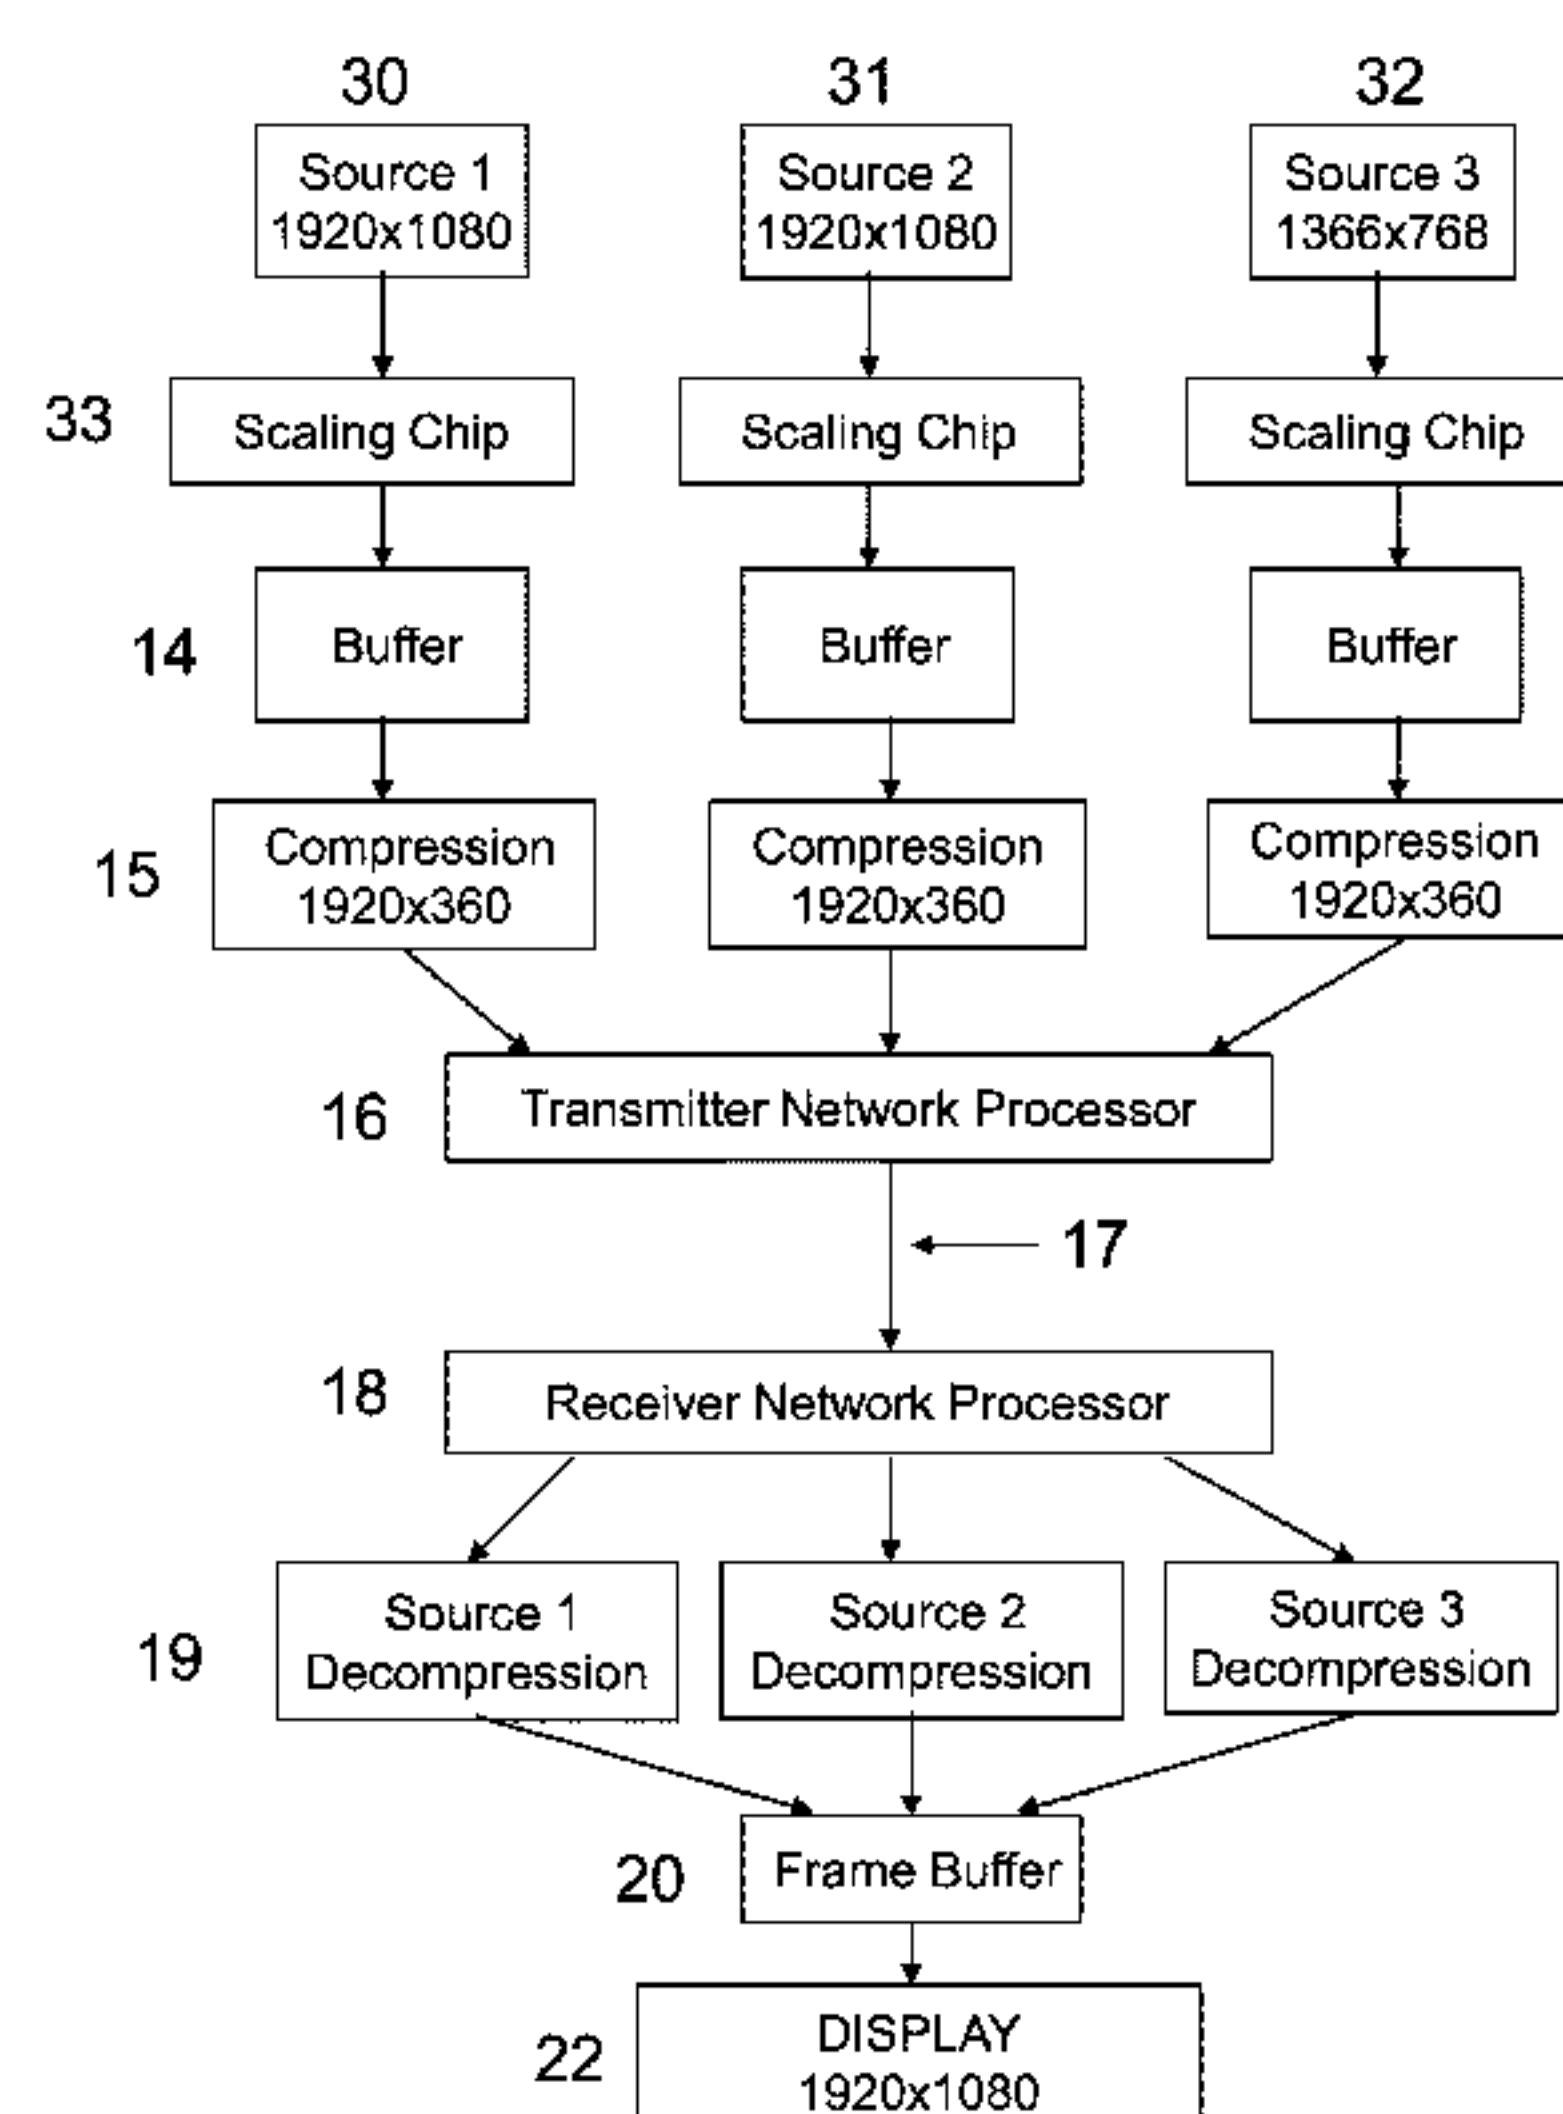 30 31 32
Source 1 Source 2 Source 3
1920x1080 1920x1080 1366x768
33 Scaling Chip Scaling Chip Scaling Chip
14 Buffer Buffer Buffer
15 Compression Compression Compression
1920x360 1920x360 1920x360
16 Transmitter Network Processor
17
18 Receiver Network Processor
19 Source 1 Source 2 Source 3
Decompression Decompression Decompression
20 Frame Buffer
22 DISPLAY
1920x1080